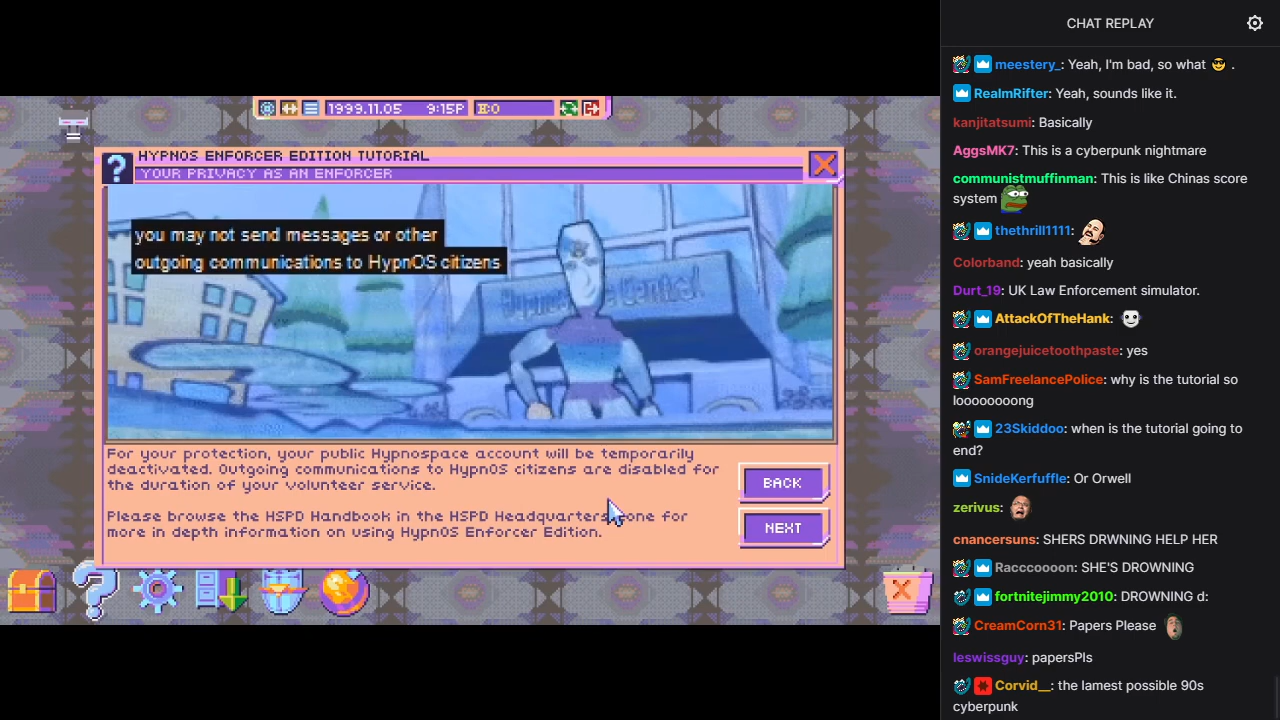 1999.11.05 9:15P
HYPNOS ENFORCER EDITION TUTORIAL
YOUR PRIVACY AS AN ENFORCER
you may not send messages or other
outgoing communications to HypnOS citizens
For your protection, your public Hypnospace account will be temporarily
deactivated. Outgoing communications to HypnOS citizens are disabled for
the duration of your volunteer service.
Please browse the HSPD Handbook in the HSPD Headquarters
more in depth information on using HypnOS Enforcer Edition.
BACK
NEXT
CHAT REPLAY
meestery_: Yeah, I'm bad, so what 😎 .
RealmRifter: Yeah, sounds like it.
kanjitatsumi: Basically
AggsMK7: This is a cyberpunk nightmare
communistmuffinman: This is like Chinas score
system
thethrill1111:
Colorband: yeah basically
Durt_19: UK Law Enforcement simulator.
AttackOfTheHank:
orangejuicetoothpaste: yes
SamFreelancePolice: why is the tutorial so
looooooong
23Skiddoo: when is the tutorial going to
end?
SnideKerfuffle: Or Orwell
zerivus:
cnancersuns: SHERS DRWNING HELP HER
Racccoooon: SHE'S DROWNING
fortnitejimmy2010: DROWNING d:
CreamCorn31: Papers Please
leswissguy: papersPls
Corvid__: the lamest possible 90s
cyberpunk